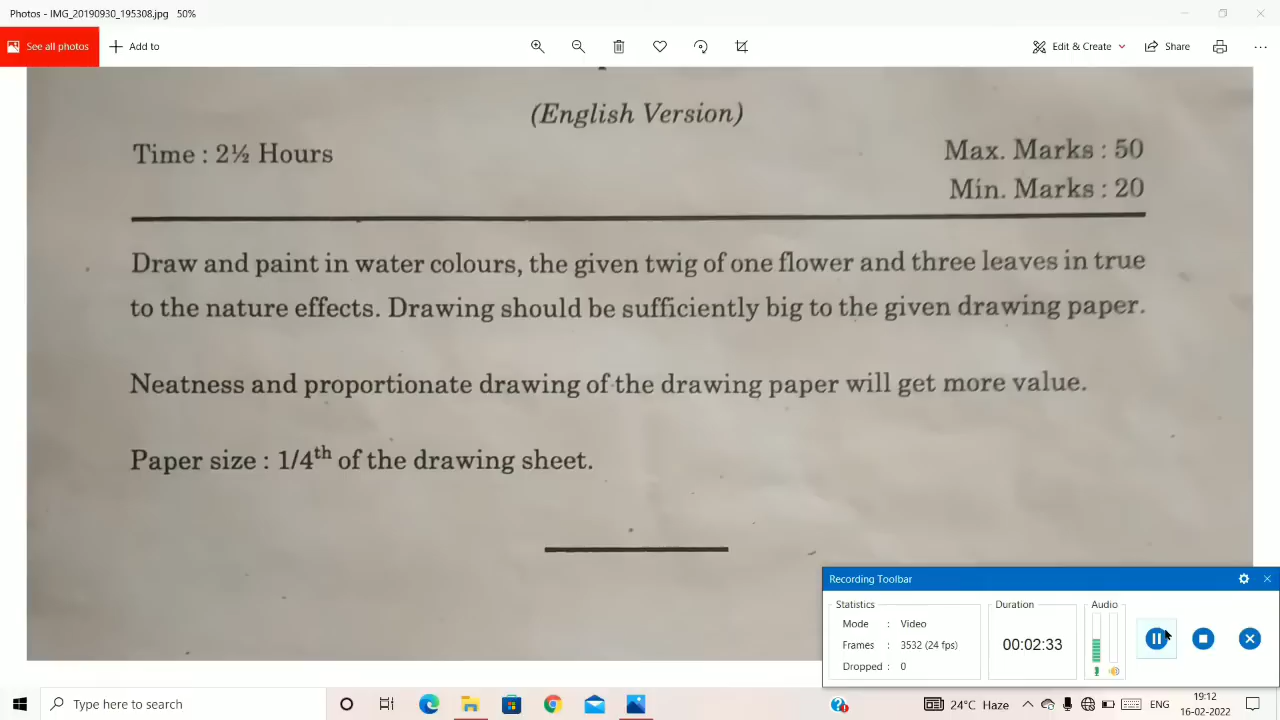 Photos - IMG_20190930_195308.jpg 50%
See all photos
Add to
Edit & Create
Share
(English Version)
Time : 2½ Hours
Max. Marks : 50
Min. Marks : 20
Draw and paint in water colours, the given twig of one flower and three leaves in true
to the nature effects. Drawing should be sufficiently big to the given drawing paper.
Neatness and proportionate drawing of the drawing paper will get more value.
Paper size : 1/4th of the drawing sheet.
Recording Toolbar
Statistics
Mode : Video
Frames : 3532 (24 fps)
Dropped : 0
Duration
00:02:33
Audio
Type here to search
24°C Haze
ENG
19:12
16-02-2022